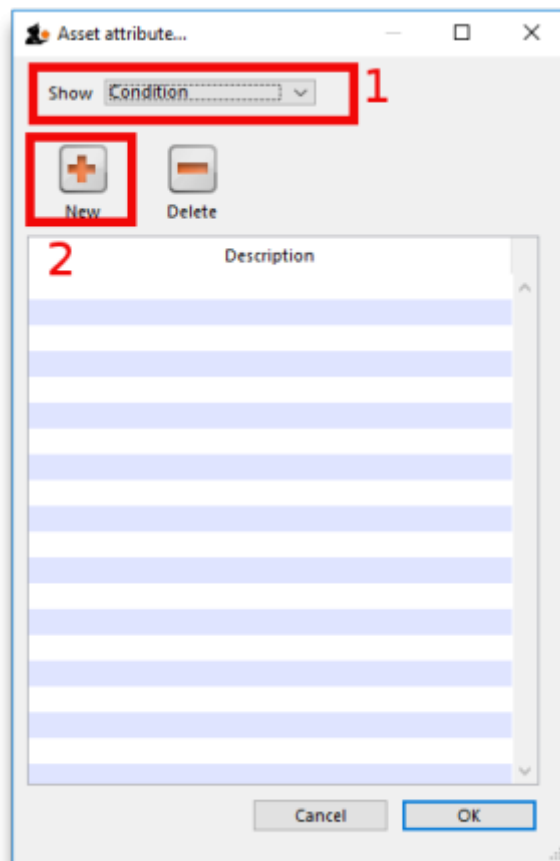 Asset attribute...
Show Condition 1
New Delete
2 Description
Cancel OK